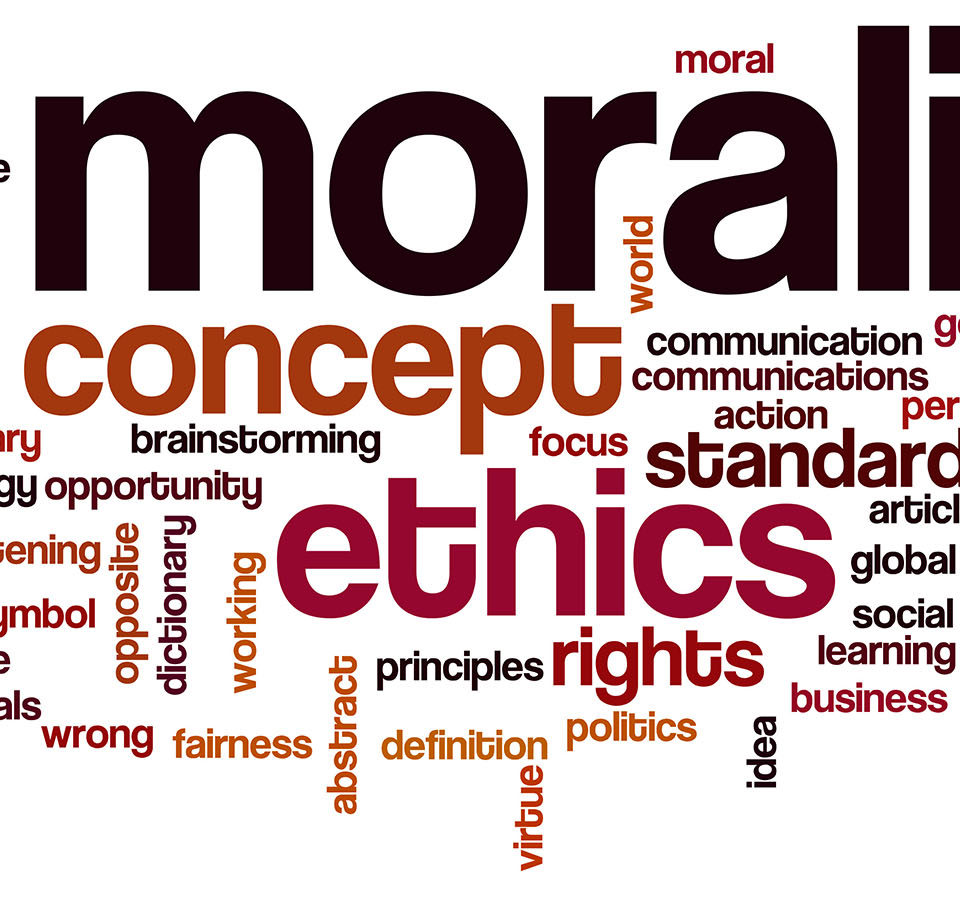 moral
morali
world
concept
communication
communications
action
per
ary
brainstorming
focus
standard
gy
opportunity
ethics
articl
tening
opposite
dictionary
working
global
ymbol
social
principles
rights
learning
als
business
wrong
fairness
abstract
definition
politics
idea
virtue